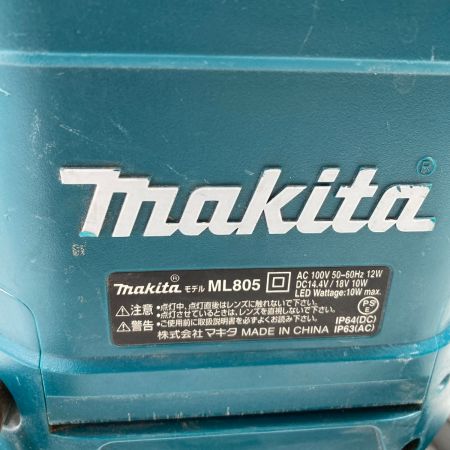 makita®
makita® モデル ML805
AC 100V 50-60Hz 12W
DC14.4V / 18V 10W
LED Wattage:10W max.
⚠注意 •点灯中、点灯直後はレンズに触れないで下さい。
•点灯させているときは、レンズを直視しないで下さい。
⚠警告 •ご使用前に取扱説明書を必ずよくお読み下さい。
PS
E
IP64(DC)
IP63(AC)
株式会社 マキタ MADE IN CHINA